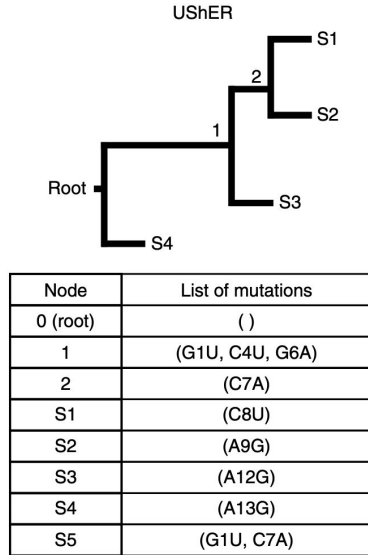 UShER
S1
2
S2
1
Root
S3
S4
Node List of mutations
0 (root) ( )
1 (G1U, C4U, G6A)
2 (C7A)
S1 (C8U)
S2 (A9G)
S3 (A12G)
S4 (A13G)
S5 (G1U, C7A)